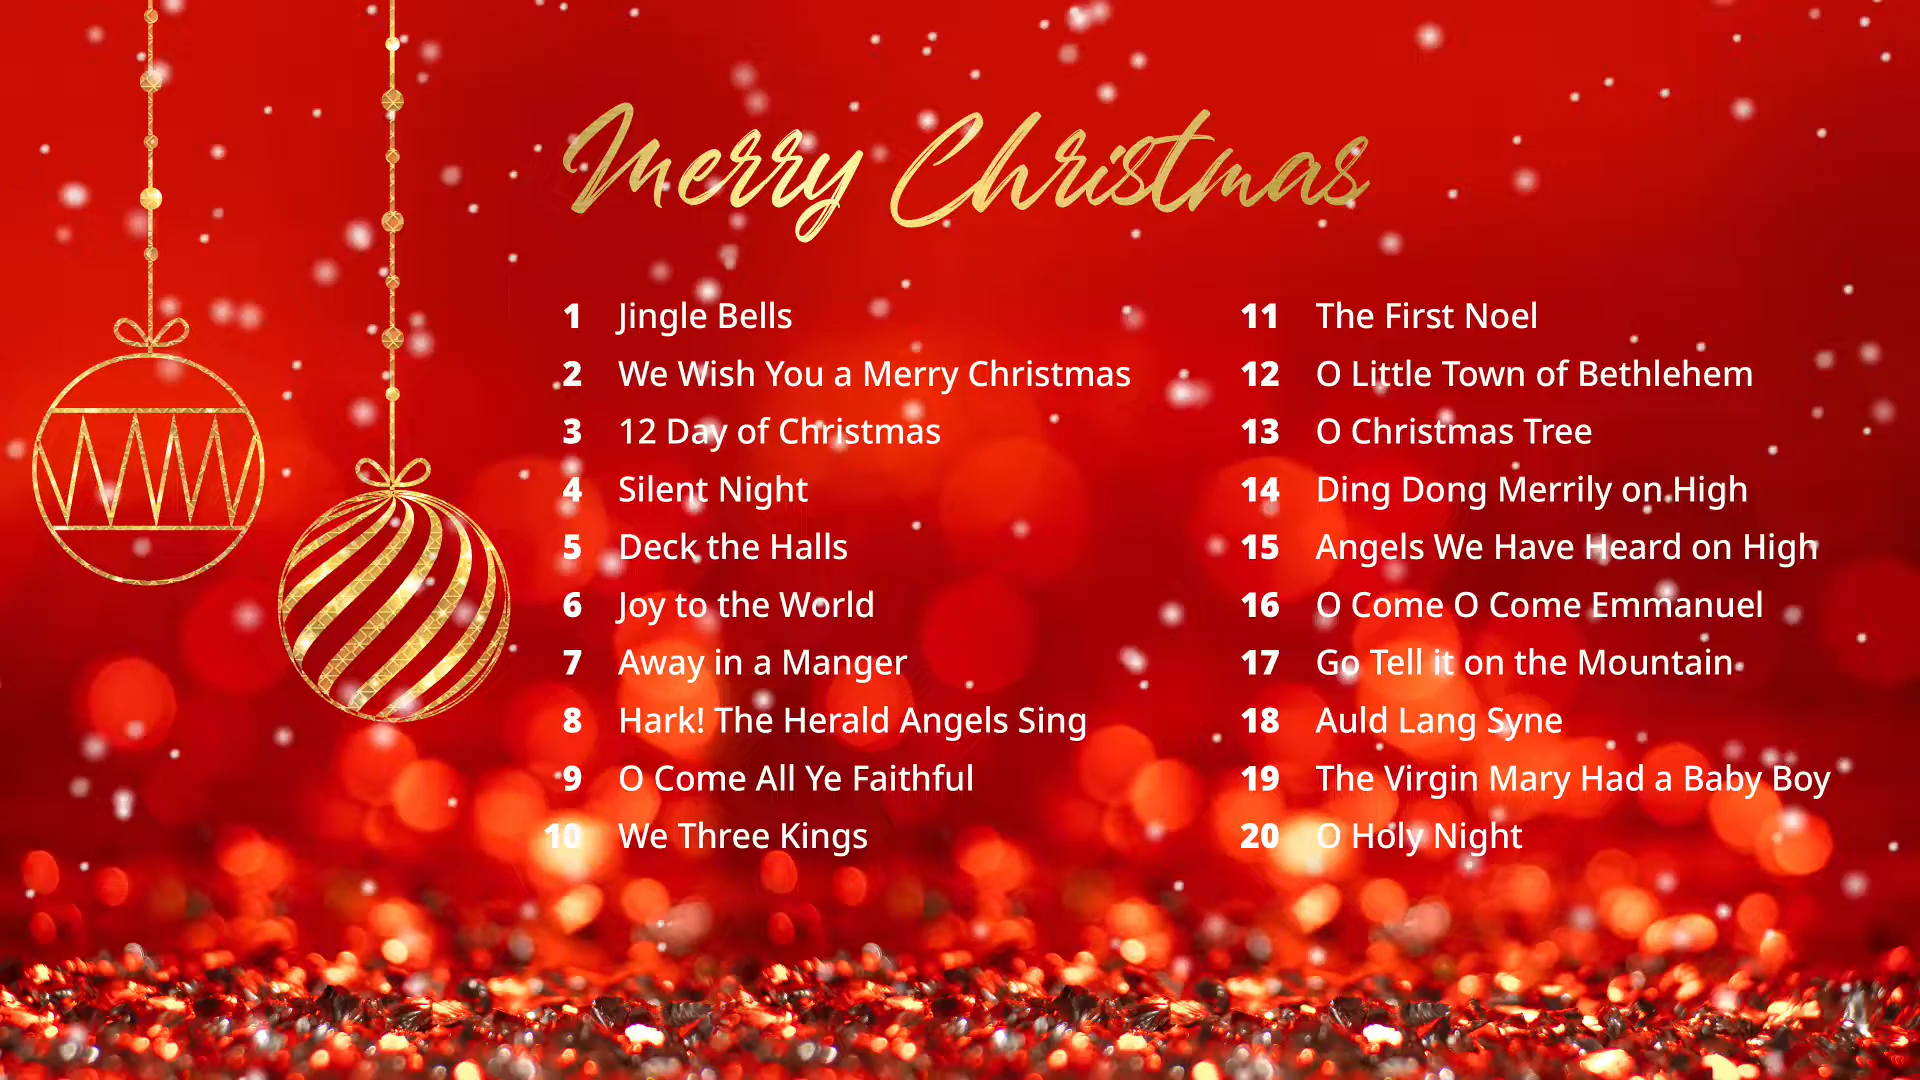 Merry Christmas
1 Jingle Bells
2 We Wish You a Merry Christmas
3 12 Day of Christmas
4 Silent Night
5 Deck the Halls
6 Joy to the World
7 Away in a Manger
8 Hark! The Herald Angels Sing
9 O Come All Ye Faithful
10 We Three Kings
11 The First Noel
12 O Little Town of Bethlehem
13 O Christmas Tree
14 Ding Dong Merrily on High
15 Angels We Have Heard on High
16 O Come O Come Emmanuel
17 Go Tell it on the Mountain
18 Auld Lang Syne
19 The Virgin Mary Had a Baby Boy
20 O Holy Night